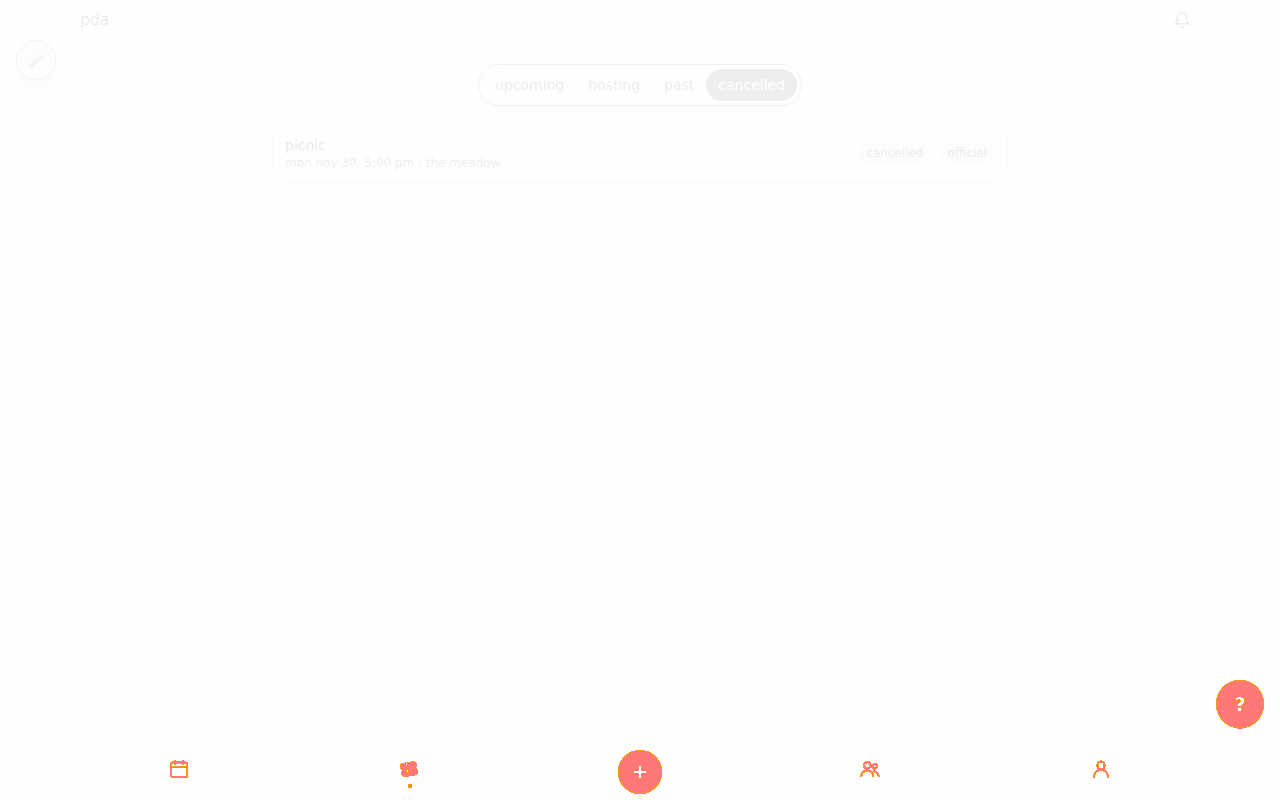 pda
upcoming hosting past cancelled
picnic
mon nov 30, 5:00 pm · the meadow
cancelled official
?
+